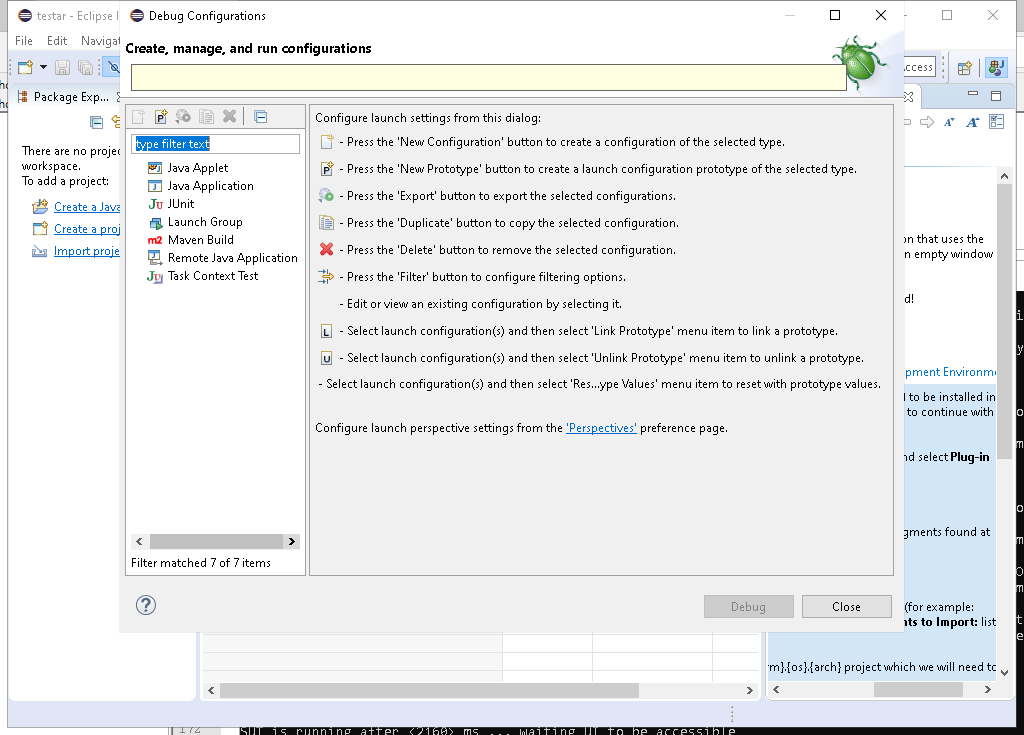 testar - Eclipse I
Debug Configurations
File Edit Navigat
Create, manage, and run configurations
ccess
Package Exp...
type filter text
Java Applet
Java Application
JUnit
Launch Group
Maven Build
Remote Java Application
Task Context Test
Filter matched 7 of 7 items
Configure launch settings from this dialog:
- Press the 'New Configuration' button to create a configuration of the selected type.
- Press the 'New Prototype' button to create a launch configuration prototype of the selected type.
- Press the 'Export' button to export the selected configurations.
- Press the 'Duplicate' button to copy the selected configuration.
- Press the 'Delete' button to remove the selected configuration.
- Press the 'Filter' button to configure filtering options.
- Edit or view an existing configuration by selecting it.
L - Select launch configuration(s) and then select 'Link Prototype' menu item to link a prototype.
U - Select launch configuration(s) and then select 'Unlink Prototype' menu item to unlink a prototype.
- Select launch configuration(s) and then select 'Res...ype Values' menu item to reset with prototype values.
Configure launch perspective settings from the 'Perspectives' preference page.
Debug
Close
There are no projec
workspace.
To add a project:
Create a Java
Create a proj
Import proje
on that uses the
n empty window
d!
pment Environme
l to be installed in
to continue with
nd select Plug-in
gments found at
(for example:
nts to Import: list
rm}.{os}.{arch} project which we will need to
172
SUT is running after <2160> ms ... waiting UI to be accessible